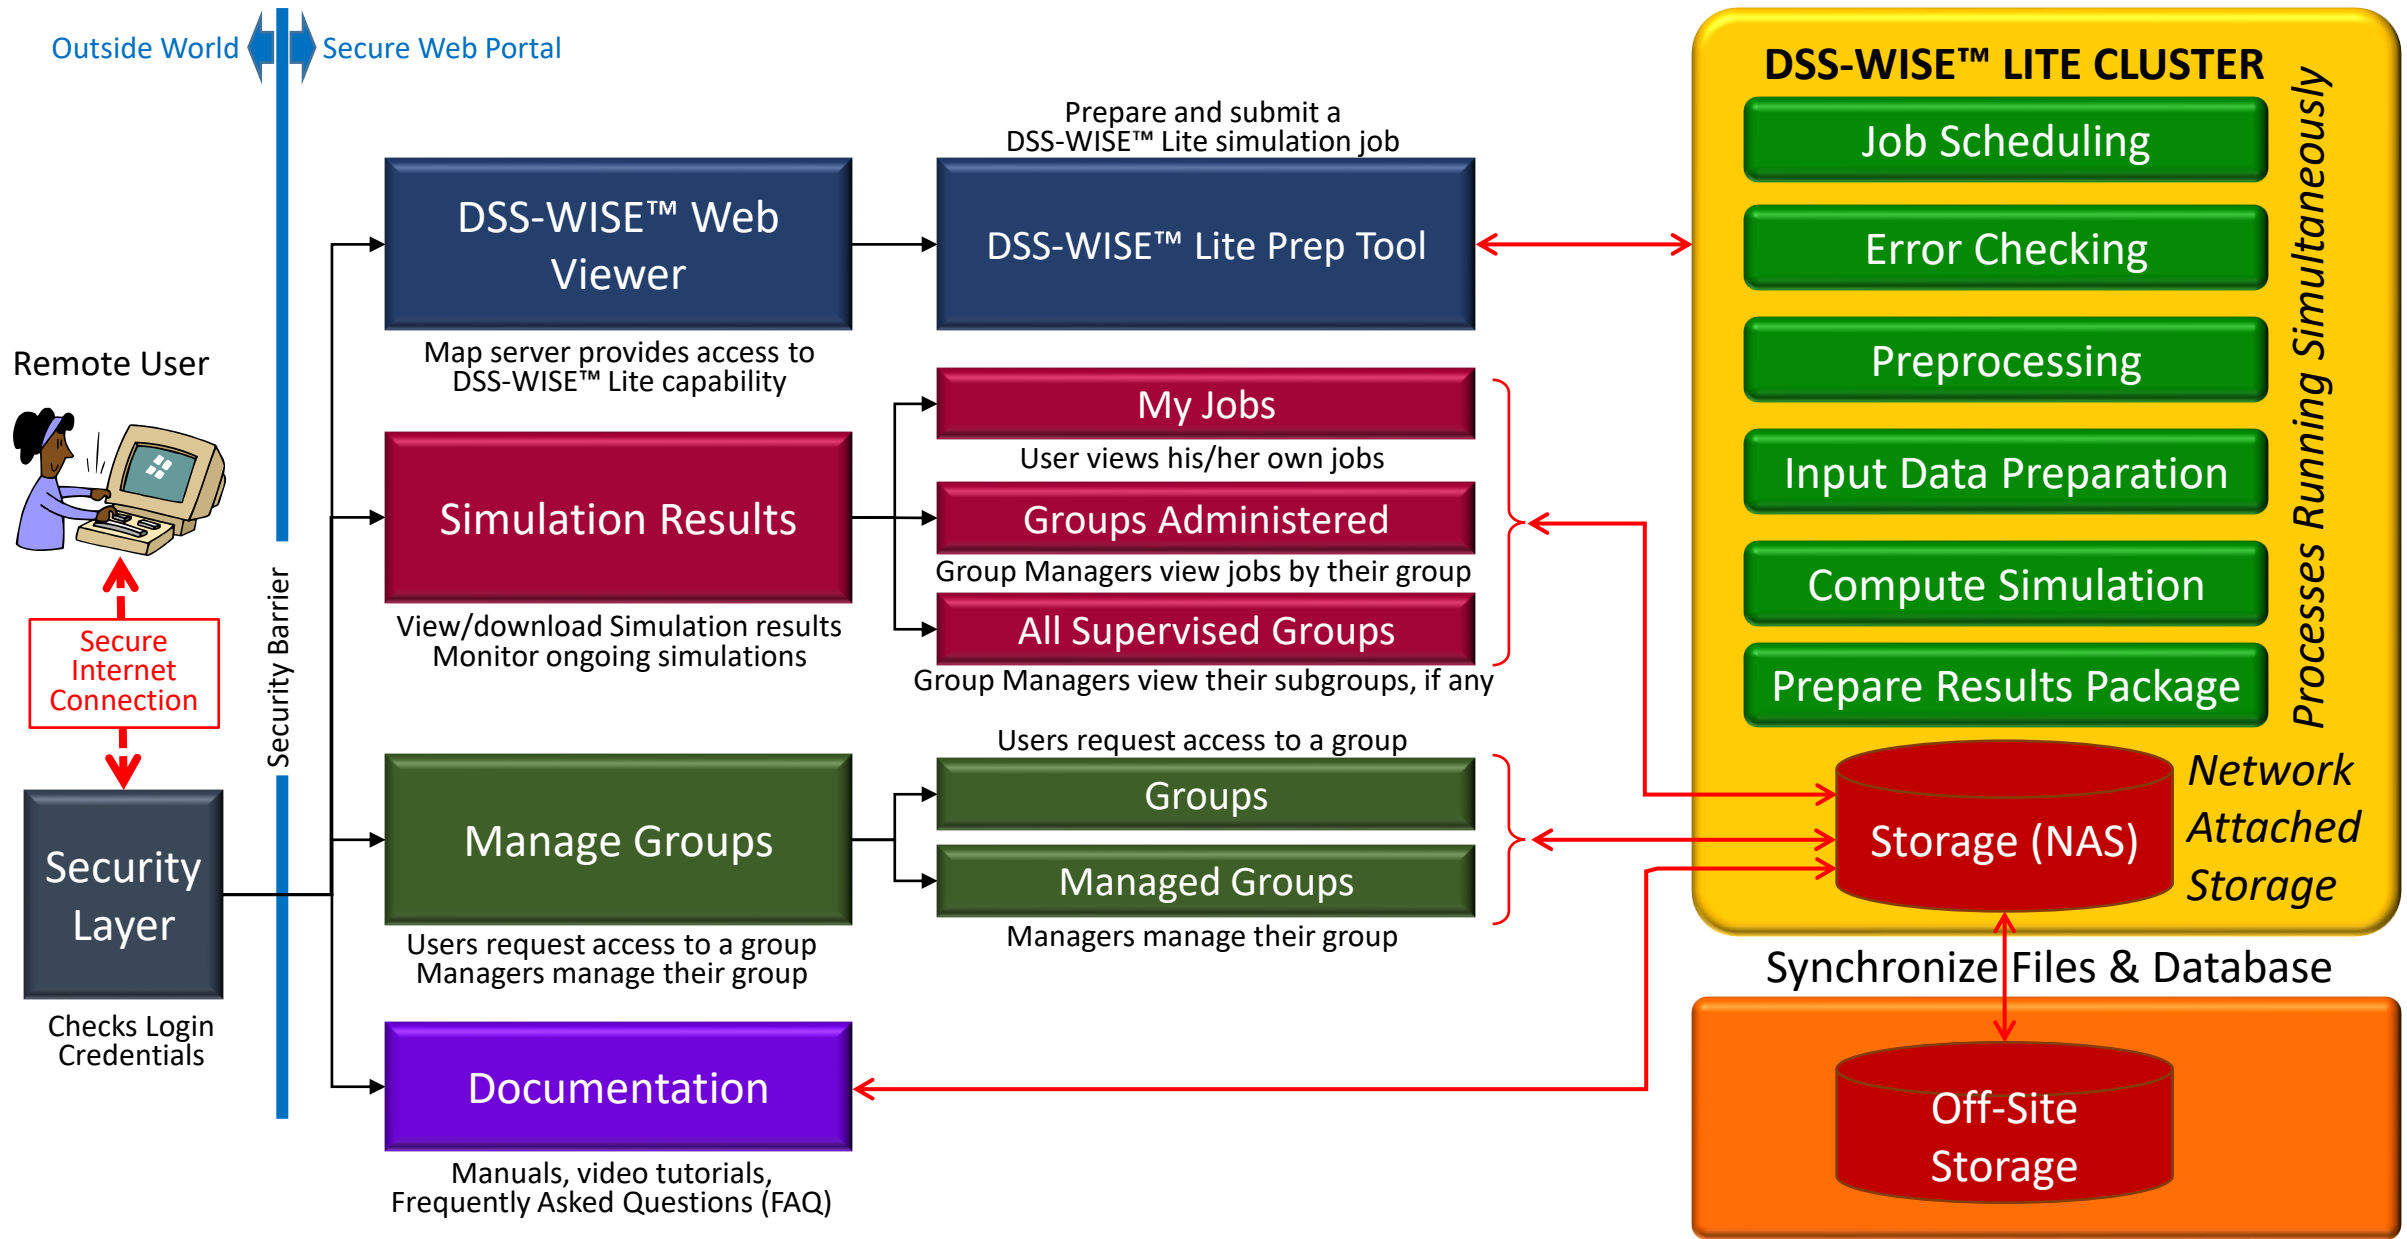 Outside World
Secure Web Portal
Remote User
Secure
Internet
Connection
Security Barrier
Security
Layer
Checks Login
Credentials
DSS-WISE™ Web
Viewer
Map server provides access to
DSS-WISE™ Lite capability
Prepare and submit a
DSS-WISE™ Lite simulation job
DSS-WISE™ Lite Prep Tool
Simulation Results
View/download Simulation results
Monitor ongoing simulations
My Jobs
User views his/her own jobs
Groups Administered
Group Managers view jobs by their group
All Supervised Groups
Group Managers view their subgroups, if any
Manage Groups
Users request access to a group
Managers manage their group
Users request access to a group
Groups
Managed Groups
Managers manage their group
Documentation
Manuals, video tutorials,
Frequently Asked Questions (FAQ)
DSS-WISE™ LITE CLUSTER
Job Scheduling
Error Checking
Preprocessing
Input Data Preparation
Compute Simulation
Prepare Results Package
Processes Running Simultaneously
Storage (NAS)
Network
Attached
Storage
Synchronize Files & Database
Off-Site
Storage